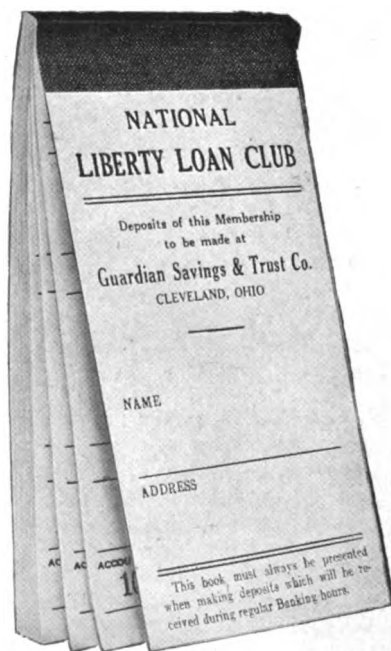 NATIONAL
LIBERTY LOAN CLUB
Deposits of this Membership
to be made at
Guardian Savings & Trust Co.
CLEVELAND, OHIO
NAME
ADDRESS
This book must always be presented
when making deposits which will be re-
ceived during regular Banking hours.